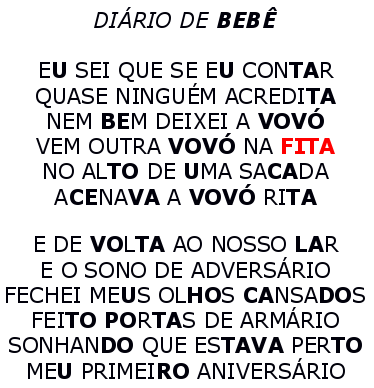 DIÁRIO DE BEBÊ
EU SEI QUE SE EU CONTAR
QUASE NINGUÉM ACREDITA
NEM BEM DEIXEI A VOVÓ
VEM OUTRA VOVÓ NA FITA
NO ALTO DE UMA SACADA
ACENAVA A VOVÓ RITA
E DE VOLTA AO NOSSO LAR
E O SONO DE ADVERSÁRIO
FECHEI MEUS OLHOS CANSADOS
FEITO PORTAS DE ARMÁRIO
SONHANDO QUE ESTAVA PERTO
MEU PRIMEIRO ANIVERSÁRIO